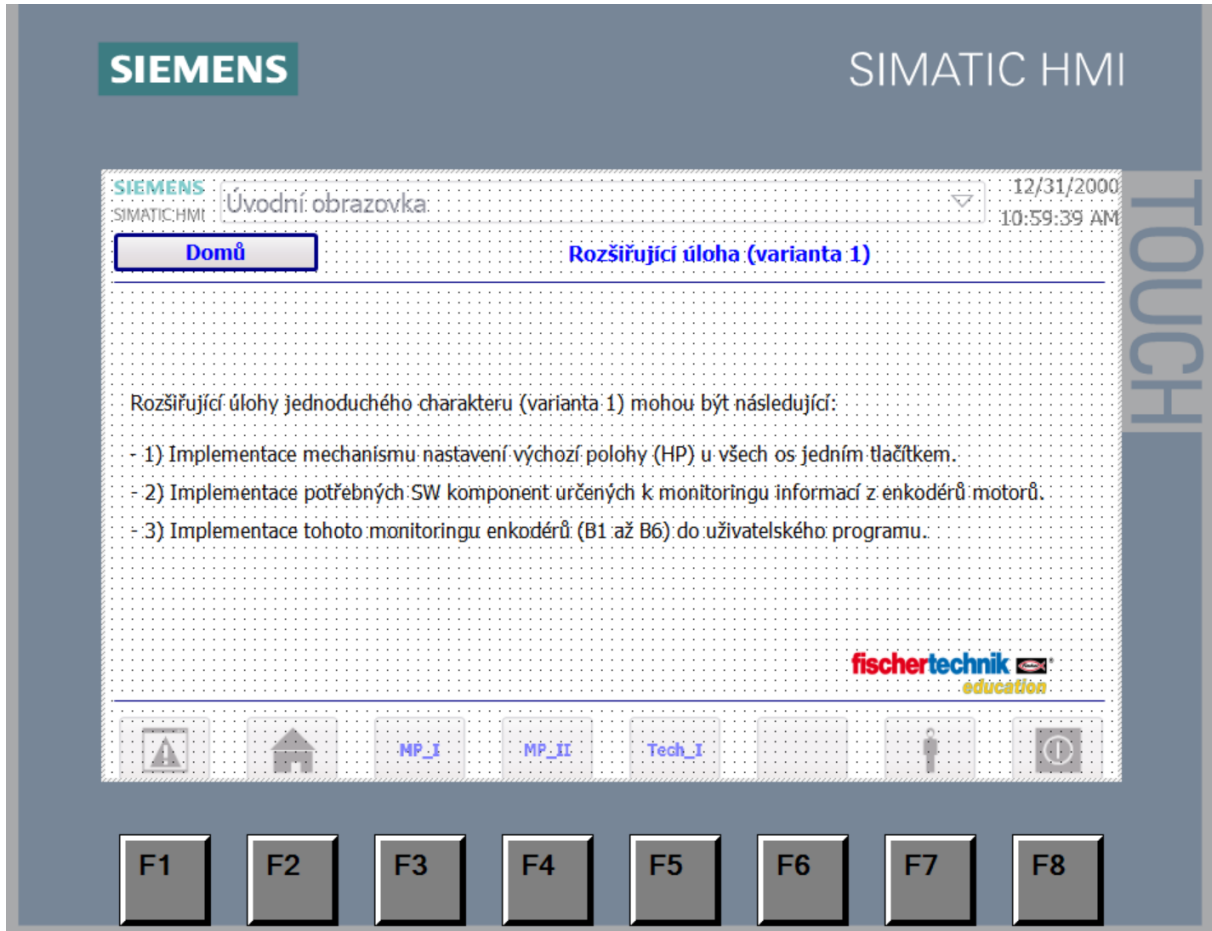 SIEMENS
SIMATIC HMI
TOUCH
SIEMENS
SIMATIC HMI
Úvodní obrazovka
12/31/2000
10:59:39 AM
Domů
Rozšiřující úloha (varianta 1)
Rozšiřující úlohy jednoduchého charakteru (varianta 1) mohou být následující:
- 1) Implementace mechanismu nastavení výchozí polohy (HP) u všech os jedním tlačítkem.
- 2) Implementace potřebných SW komponent určených k monitoringu informací z enkodérů motorů.
- 3) Implementace tohoto monitoringu enkodérů (B1 až B6) do uživatelského programu.
fischertechnik
education
MP_I
MP_II
Tech_I
F1
F2
F3
F4
F5
F6
F7
F8